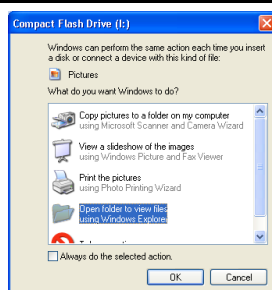 Compact Flash Drive (I:)
Windows can perform the same action each time you insert
a disk or connect a device with this kind of file:
Pictures
What do you want Windows to do?
Copy pictures to a folder on my computer
using Microsoft Scanner and Camera Wizard
View a slideshow of the images
using Windows Picture and Fax Viewer
Print the pictures
using Photo Printing Wizard
Open folder to view files
using Windows Explorer
Always do the selected action.
OK
Cancel